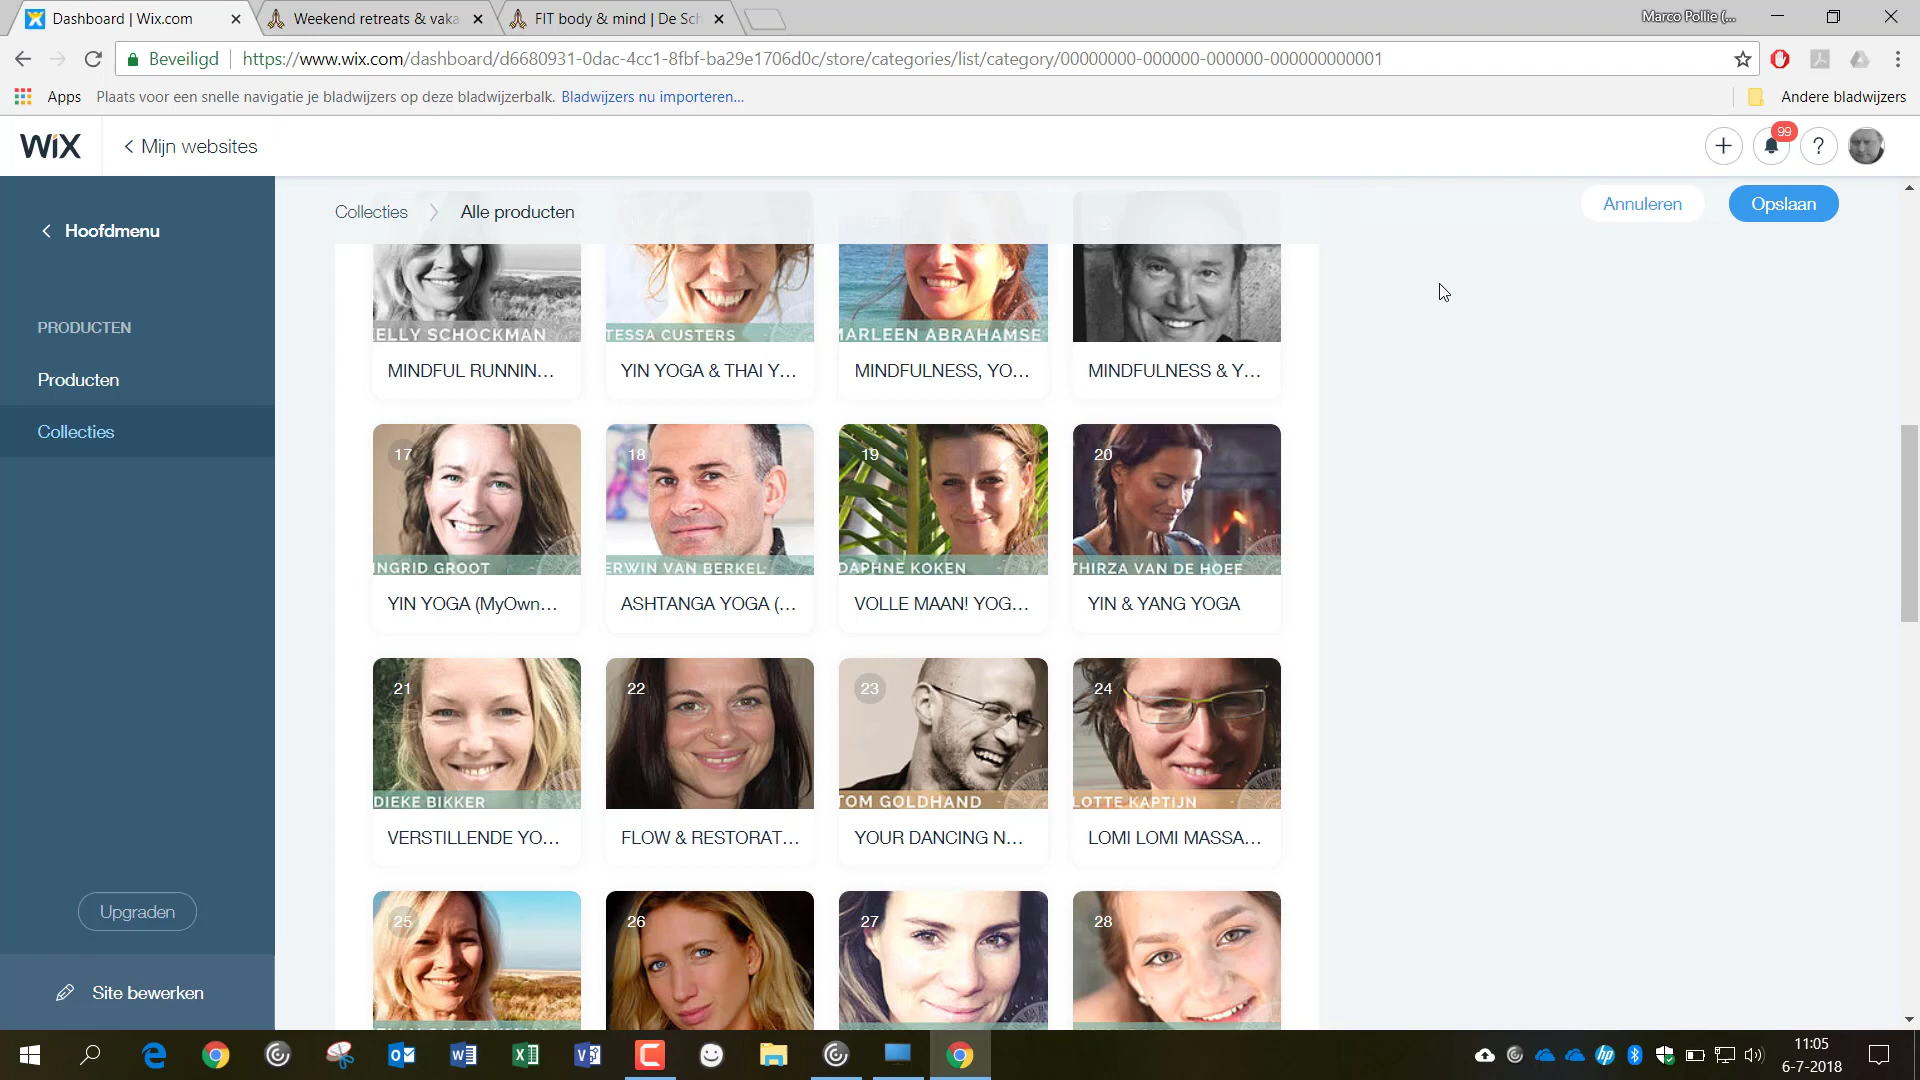 Dashboard | Wix.com
Weekend retreats & vaka
FIT body & mind | De Sch
Marco Pollie (...
Beveiligd
https://www.wix.com/dashboard/d6680931-0dac-4cc1-8fbf-ba29e1706d0c/store/categories/list/category/00000000-000000-000000-000000000001
Apps
Plaats voor een snelle navigatie je bladwijzers op deze bladwijzerbalk.
Bladwijzers nu importeren...
Andere bladwijzers
WiX
Mijn websites
99
?
Hoofdmenu
PRODUCTEN
Producten
Collecties
Upgraden
Site bewerken
Collecties
Alle producten
Annuleren
Opslaan
ELLY SCHOCKMAN
TESSA CUSTERS
MARLEEN ABRAHAMSE
MINDFUL RUNNIN...
YIN YOGA & THAI Y...
MINDFULNESS, YO...
MINDFULNESS & Y...
17
18
19
20
INGRID GROOT
ERWIN VAN BERKEL
DAPHNE KOKEN
THIRZA VAN DE HOEF
YIN YOGA (MyOwn...
ASHTANGA YOGA (...
VOLLE MAAN! YOG...
YIN & YANG YOGA
21
22
23
24
DIEKE BIKKER
TOM GOLDHAND
LOTTE KAPTIJN
VERSTILLENDE YO...
FLOW & RESTORAT...
YOUR DANCING N...
LOMI LOMI MASSA...
25
26
27
28
11:05
6-7-2018